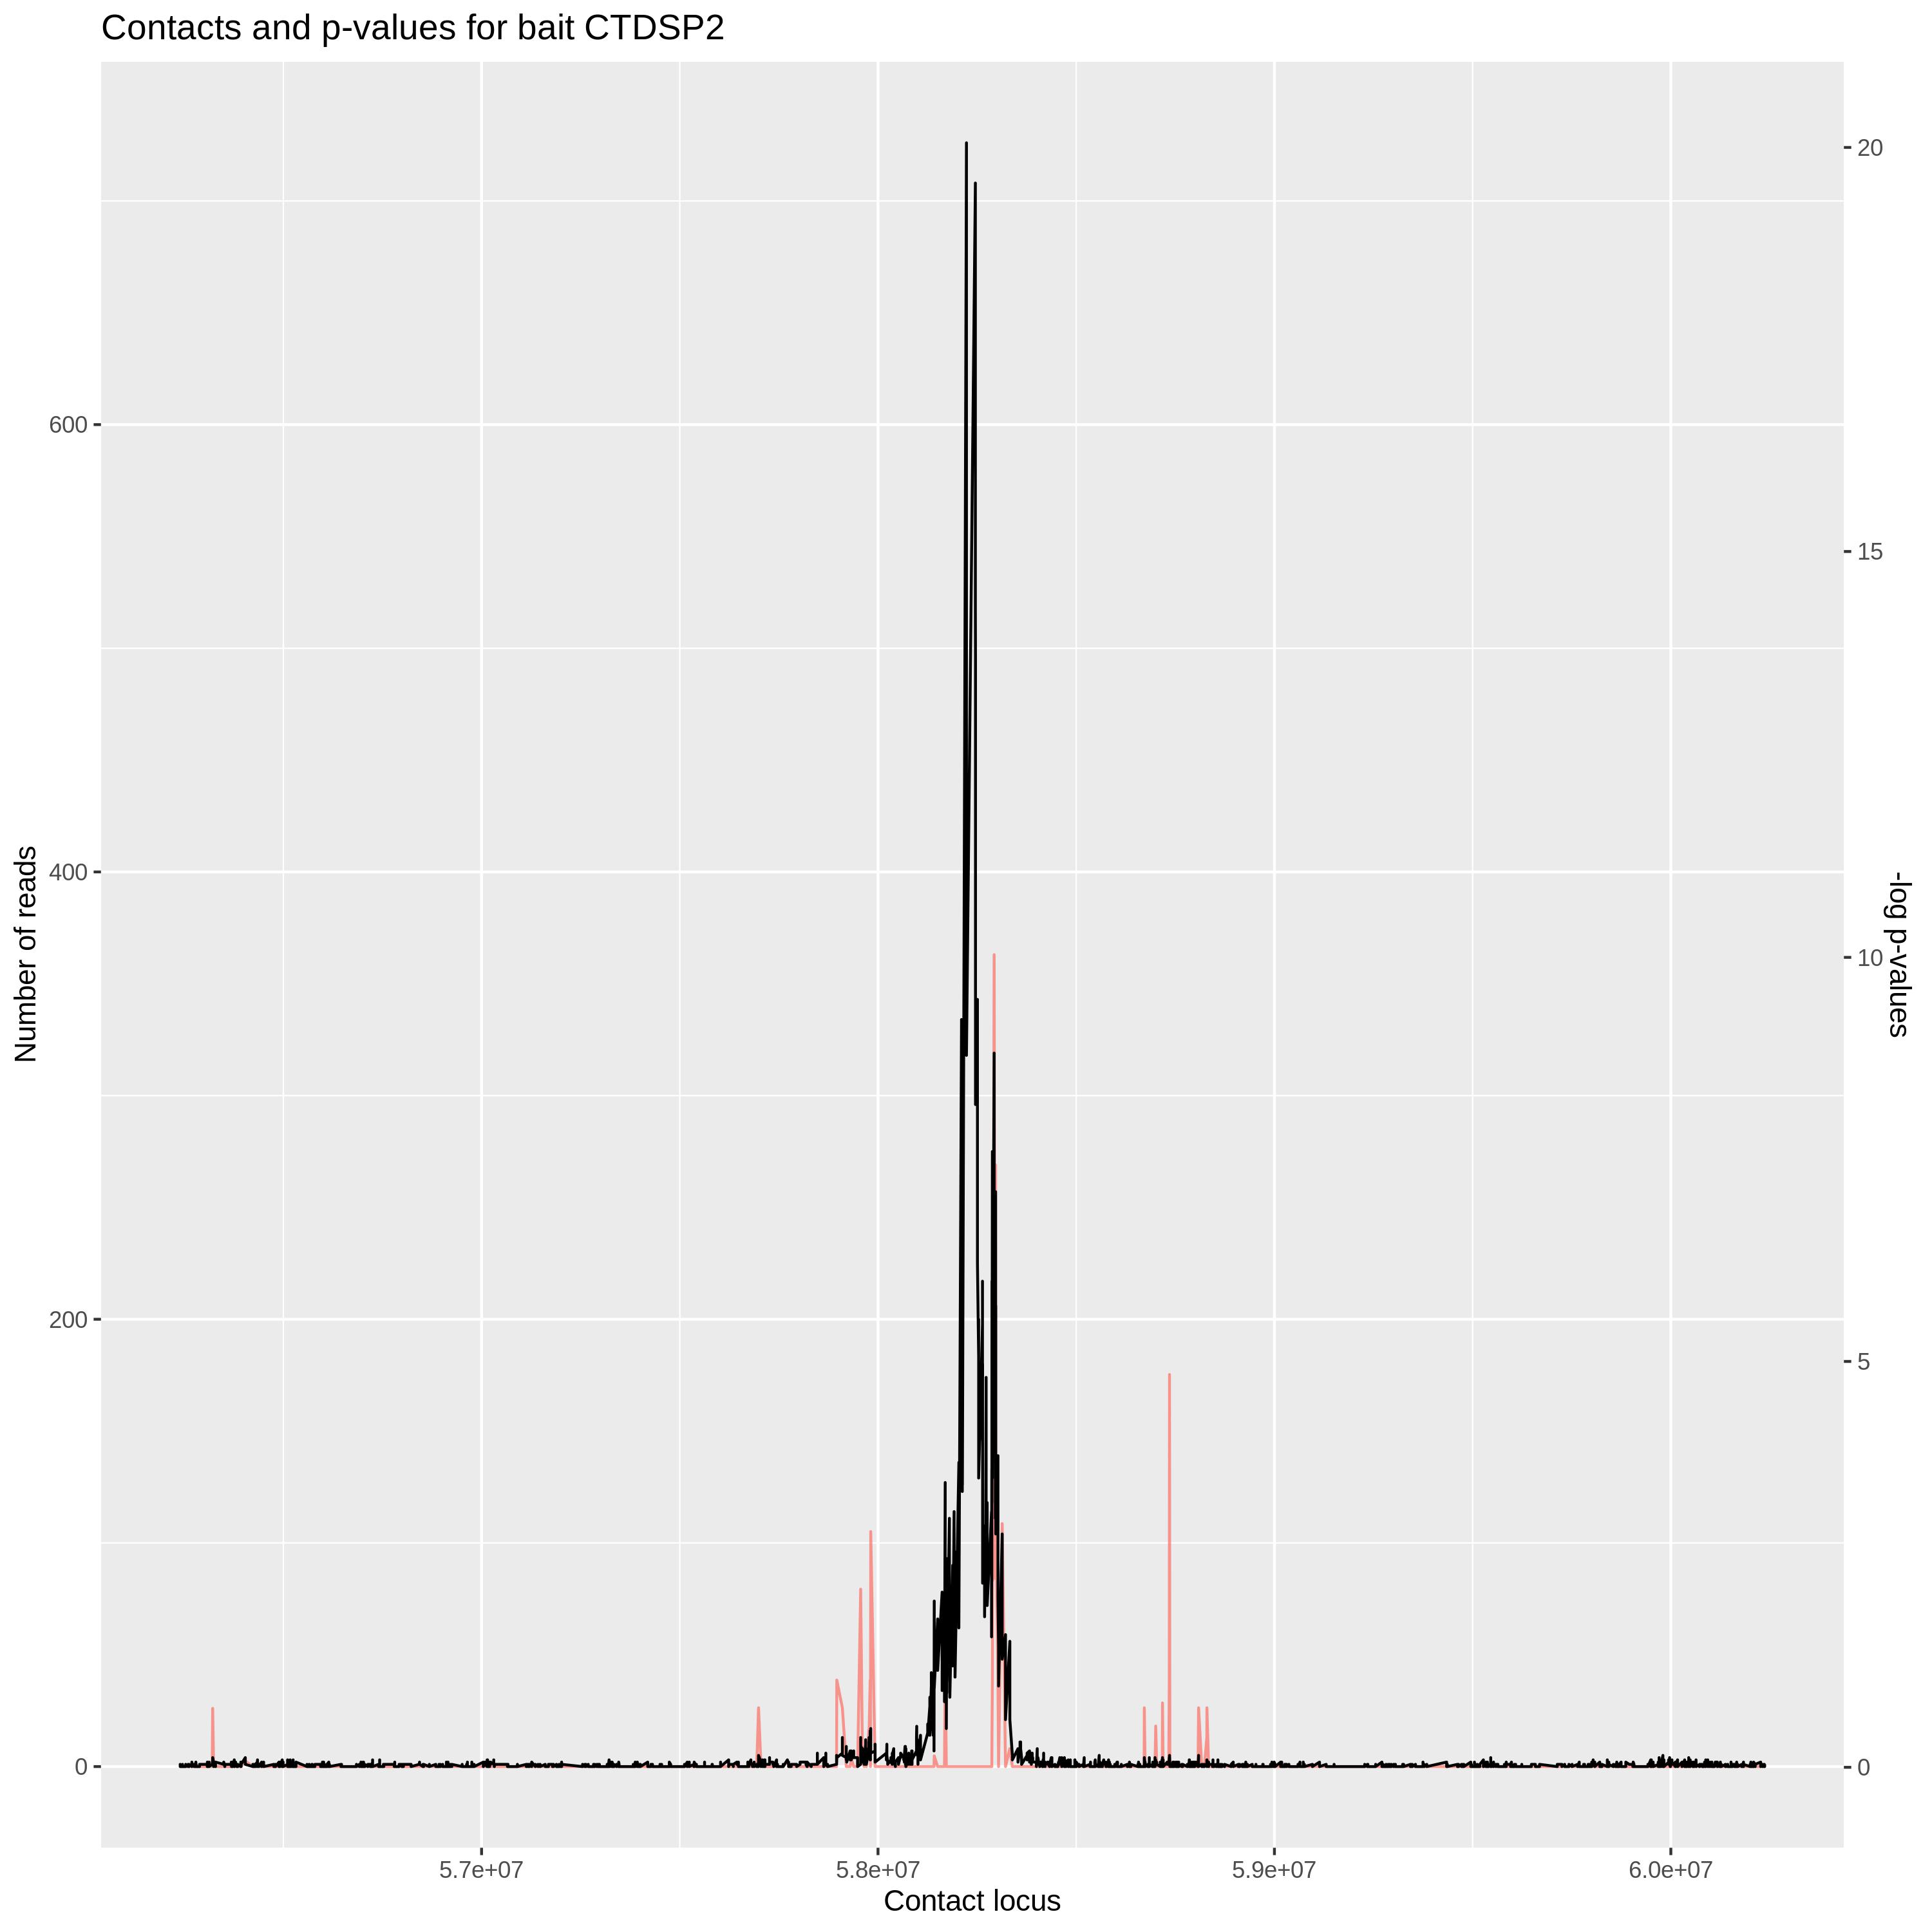 Contacts and p-values for bait CTDSP2
20
600
15
400
10
Number of reads
-log p-values
200
5
0
0
5.7e+07
5.8e+07
5.9e+07
6.0e+07
Contact locus